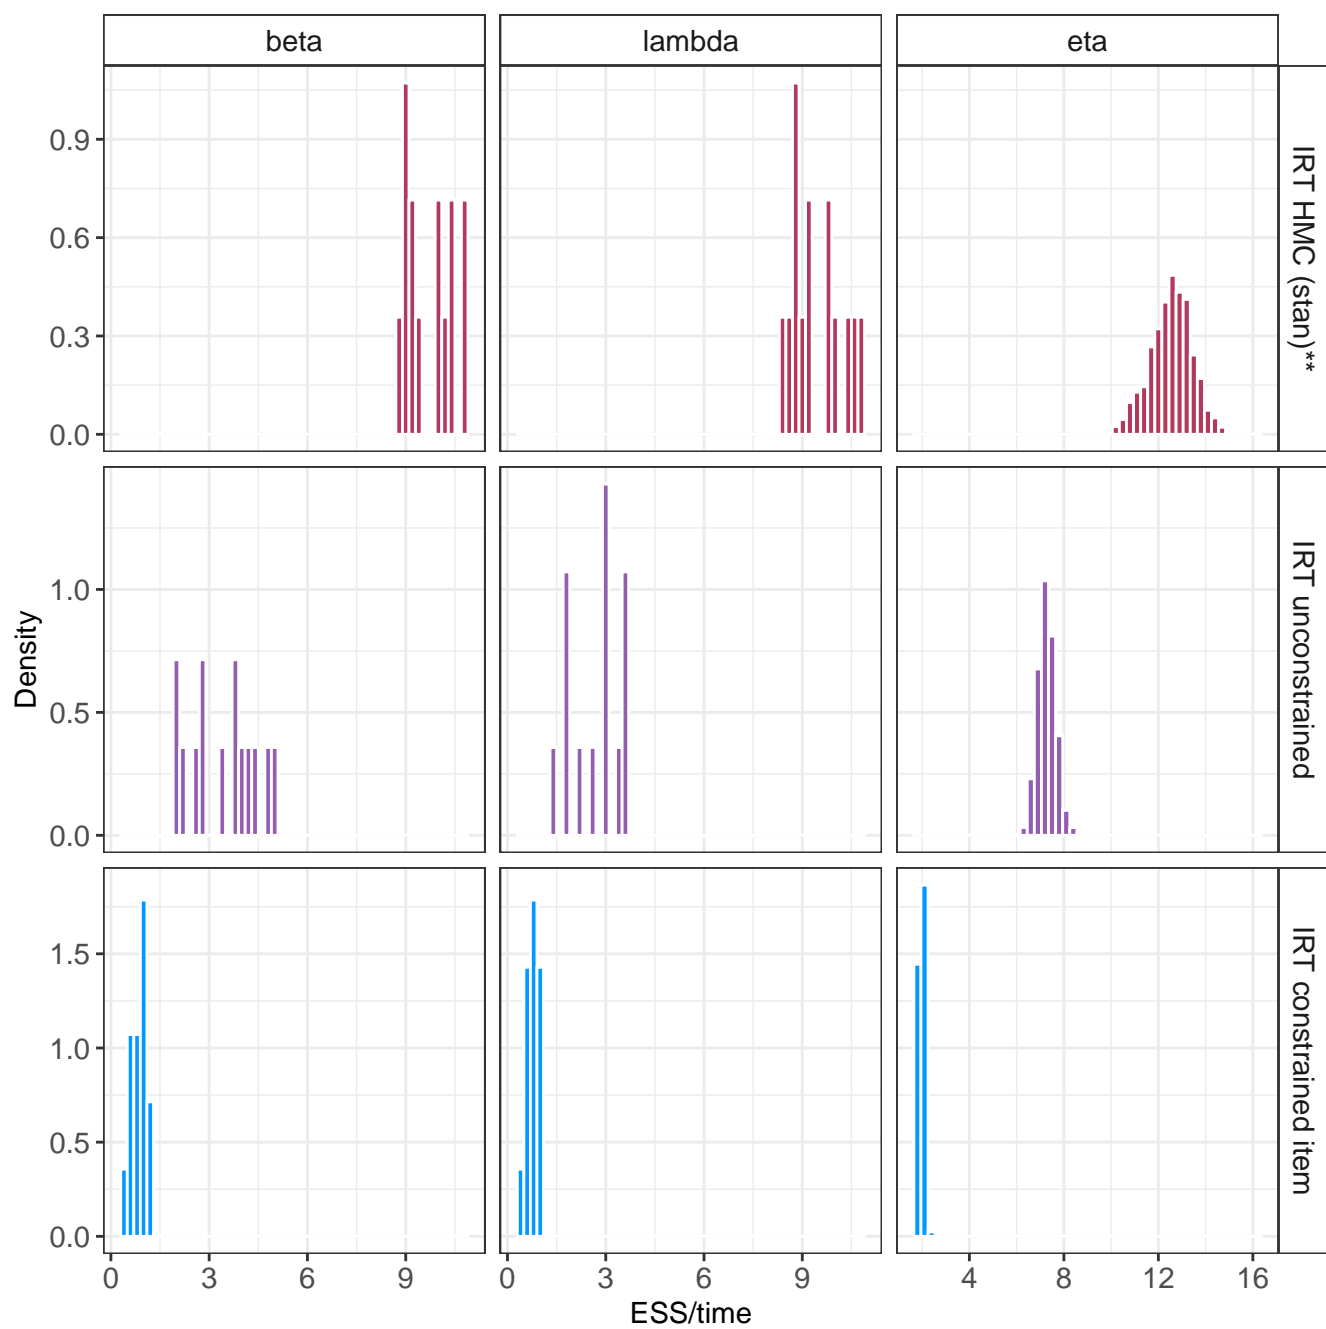 beta lambda eta
0.9
0.6
0.3
0.0
IRT HMC (stan)**
1.0
0.5
0.0
IRT unconstrained
Density
1.5
1.0
0.5
0.0
IRT constrained item
0 3 6 9 0 3 6 9 4 8 12 16
ESS/time